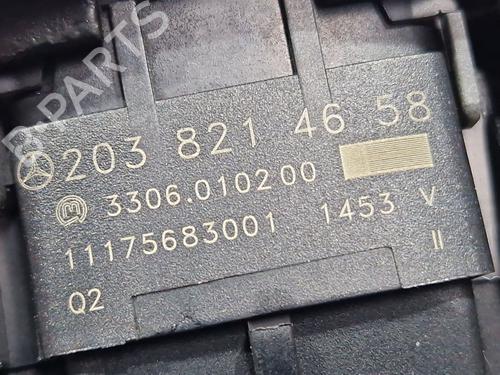 B PARTS
203 821 46 58
3306.010200
11175683001 1453 V
Q2 II